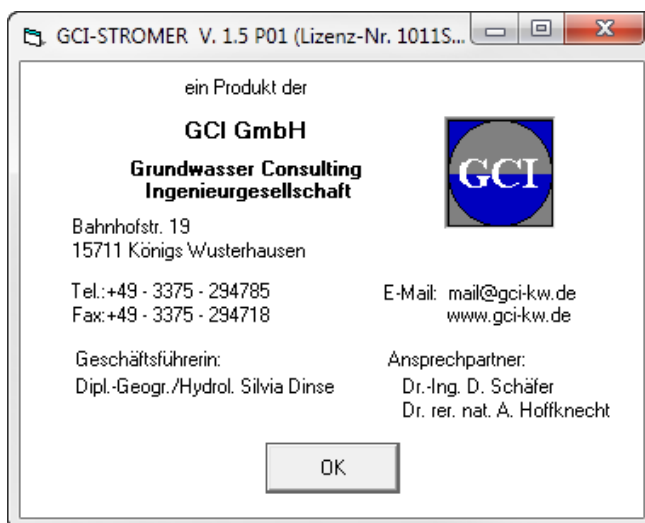 GCI-STROMER V. 1.5 P01 (Lizenz-Nr. 1011S...
ein Produkt der
GCI GmbH
Grundwasser Consulting
Ingenieurgesellschaft
GCI
Bahnhofstr. 19
15711 Königs Wusterhausen
Tel.:+49 - 3375 - 294785
Fax:+49 - 3375 - 294718
E-Mail: mail@gci-kw.de
www.gci-kw.de
Geschäftsführerin:
Dipl.-Geogr./Hydrol. Silvia Dinse
Ansprechpartner:
Dr.-Ing. D. Schäfer
Dr. rer. nat. A. Hoffknecht
OK